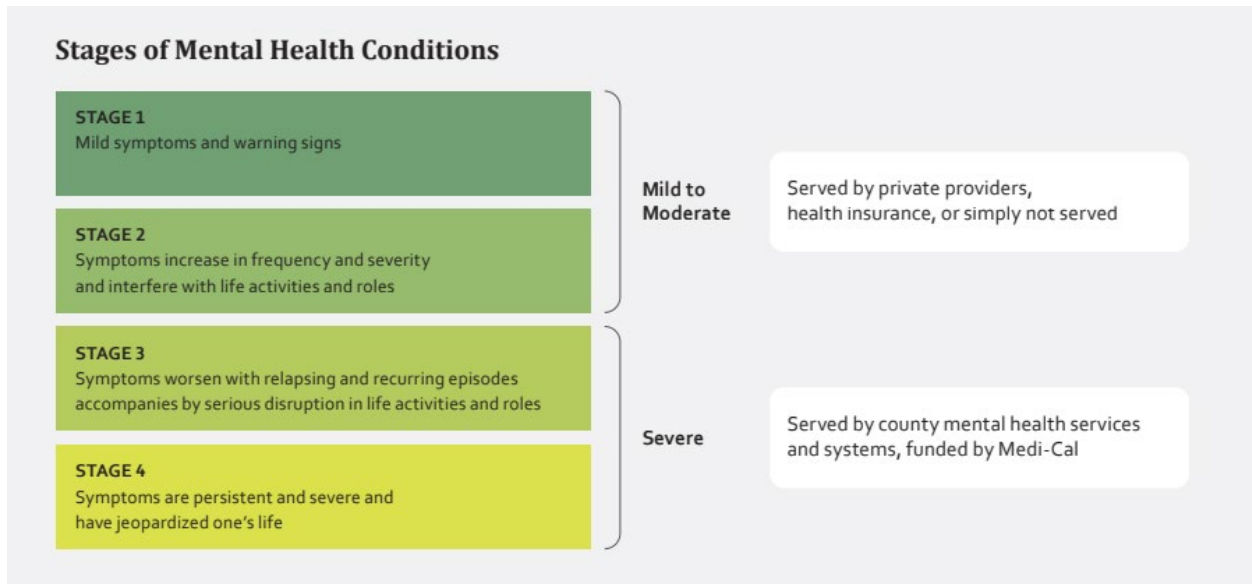 Stages of Mental Health Conditions
STAGE 1
Mild symptoms and warning signs
STAGE 2
Symptoms increase in frequency and severity
and interfere with life activities and roles
Mild to
Moderate
Served by private providers,
health insurance, or simply not served
STAGE 3
Symptoms worsen with relapsing and recurring episodes
accompanies by serious disruption in life activities and roles
STAGE 4
Symptoms are persistent and severe and
have jeopardized one’s life
Severe
Served by county mental health services
and systems, funded by Medi-Cal